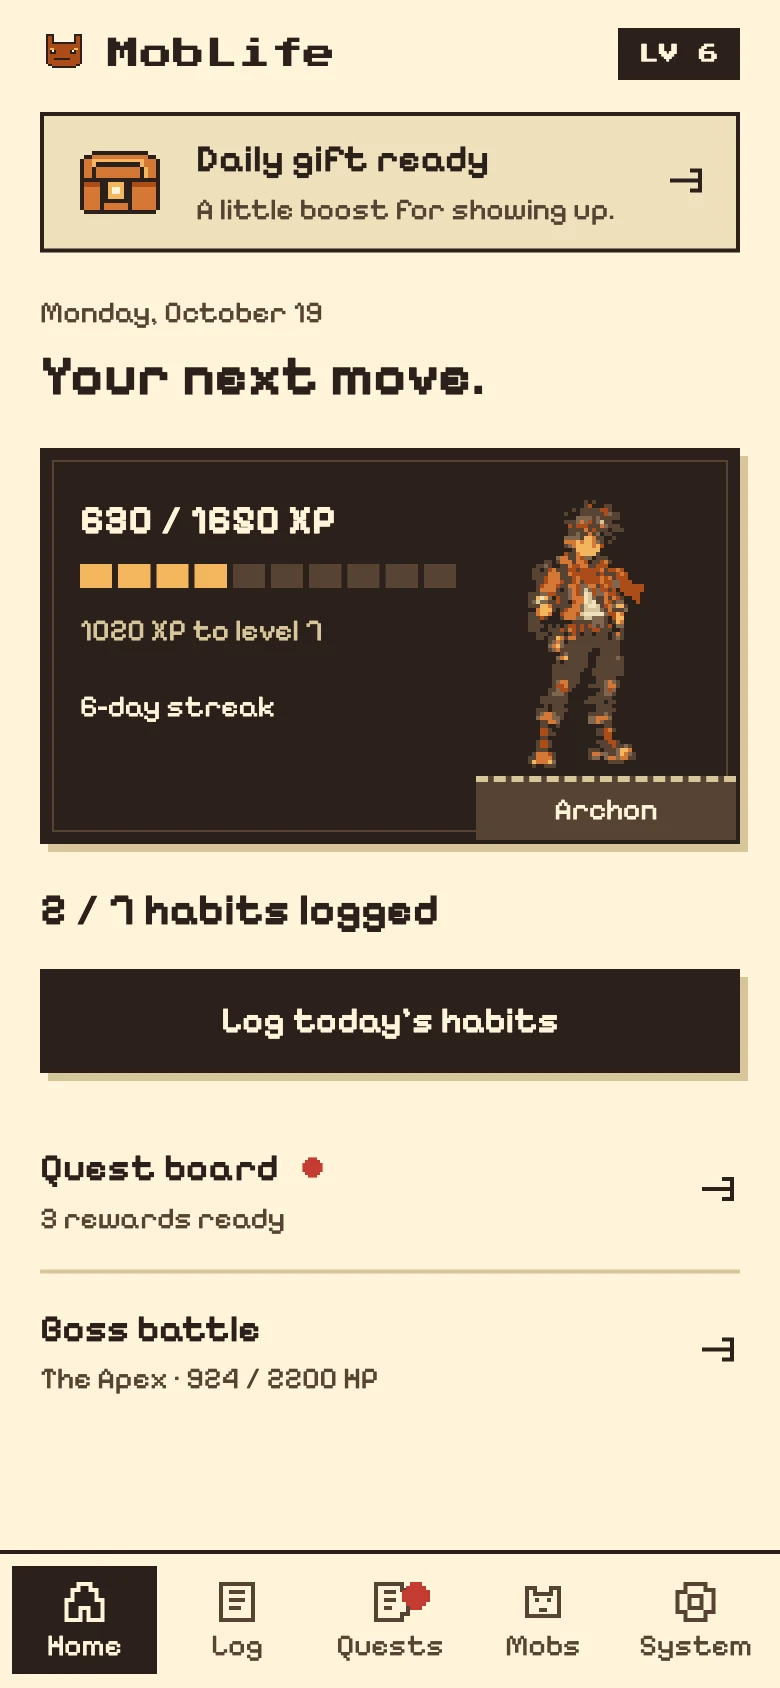 MobLife
LV 6
Daily gift ready
A little boost for showing up.
Monday, October 19
Your next move.
630 / 1650 XP
1020 XP to level 7
6-day streak
Archon
2 / 7 habits logged
Log today's habits
Quest board
3 rewards ready
Boss battle
The Apex · 924 / 2200 HP
Home
Log
Quests
Mobs
System